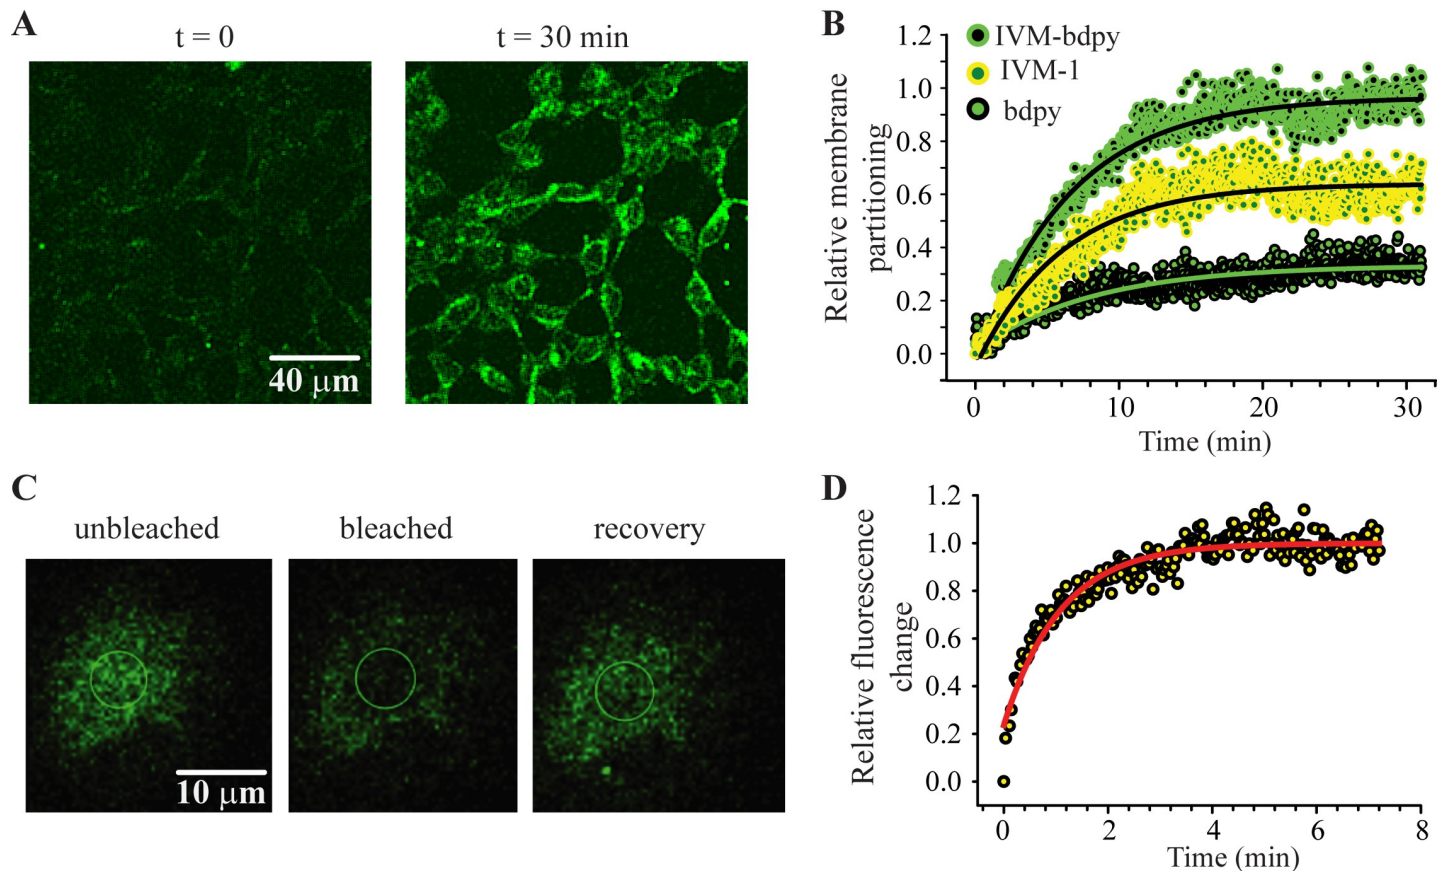 A
t = 0
t = 30 min
40 μm
B
IVM-bdpy
IVM-1
bdpy
Relative membrane
partitioning
1.2
1.0
0.8
0.6
0.4
0.2
0.0
0 10 20 30
Time (min)
C
unbleached
bleached
recovery
10 μm
D
Relative fluorescence
change
1.2
1.0
0.8
0.6
0.4
0.2
0.0
0 2 4 6 8
Time (min)